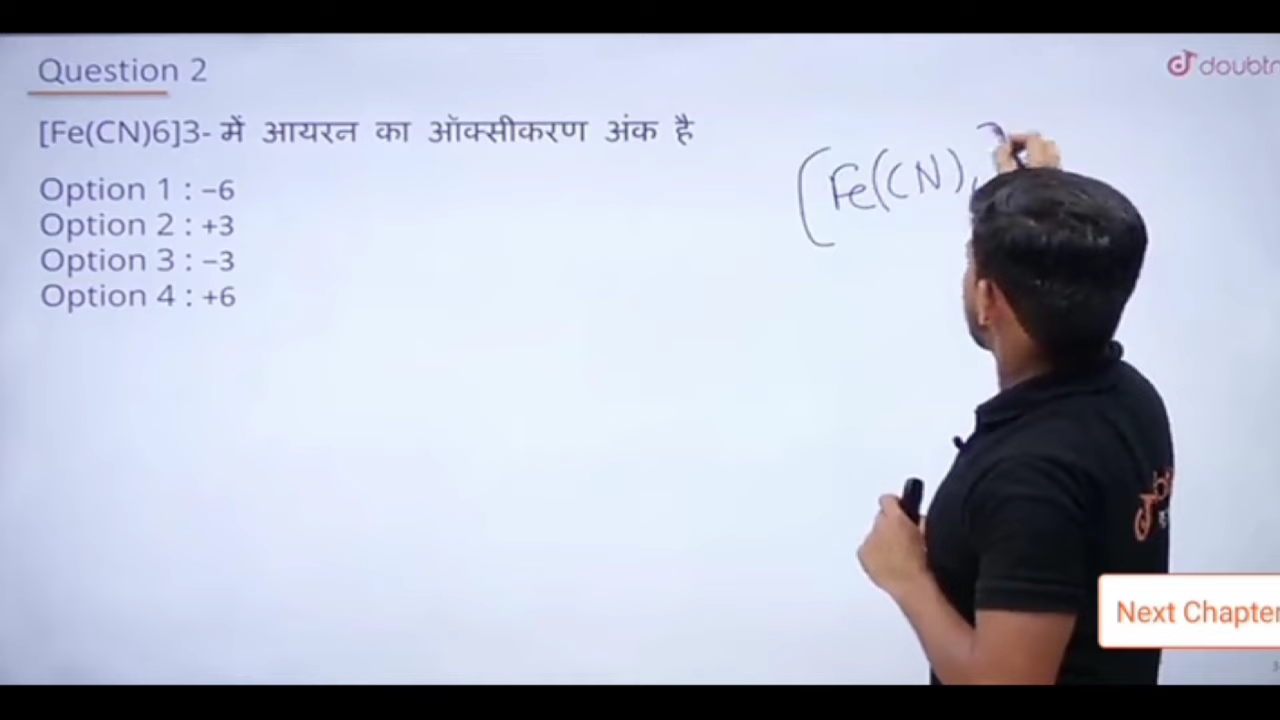 Question 2
doubtn
[Fe(CN)6]3- में आयरन का ऑक्सीकरण अंक है
[Fe(CN)
Option 1 : –6
Option 2 : +3
Option 3 : –3
Option 4 : +6
Next Chapter